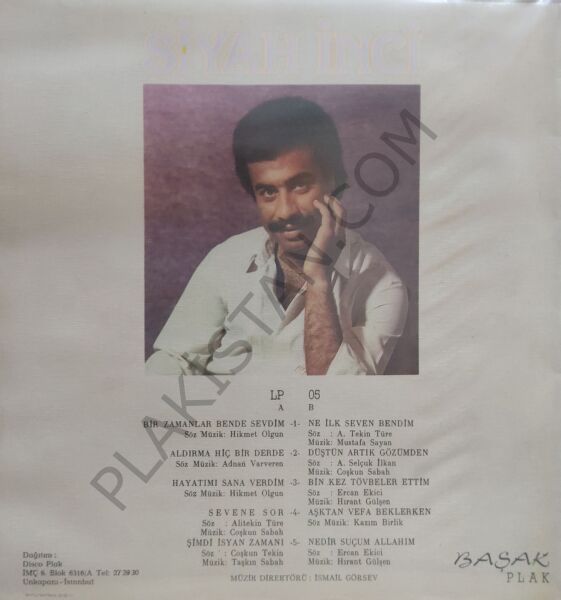 SİYAH İNCİ
LP 05
A B
BİR ZAMANLAR BENDE SEVDİM -1- NE İLK SEVEN BENDİM
Söz Müzik: Hikmet Olgun Söz : A. Tekin Türe
Müzik: Mustafa Sayan
ALDIRMA HİÇ BİR DERDE -2- DÜŞTÜN ARTIK GÖZÜMDEN
Söz Müzik: Adnan Varveren Söz : A. Selçuk İlkan
Müzik: Coşkun Sabah
HAYATIMI SANA VERDİM -3- BİN KEZ TÖVBELER ETTİM
Söz Müzik: Hikmet Olgun Söz : Ercan Ekici
Müzik: Hırant Gülşen
SEVENE SOR -4- AŞKTAN VEFA BEKLERKEN
Söz : Alitekin Türe Söz Müzik: Kazım Birlik
Müzik: Coşkun Sabah
ŞİMDİ İSYAN ZAMANI -5- NEDİR SUÇUM ALLAHIM
Söz : Coşkun Tekin Söz : Ercan Ekici
Müzik: Taşkın Sabah Müzik: Hirant Gülşen
MÜZİK DİREKTÖRÜ : İSMAİL GÖRSEV
Dağıtım :
Disco Plak
İMÇ 6. Blok 6316/A Tel: 27 29 30
Unkapanı-İstanbul
BAŞAK
PLAK
PLAKISTAN.COM